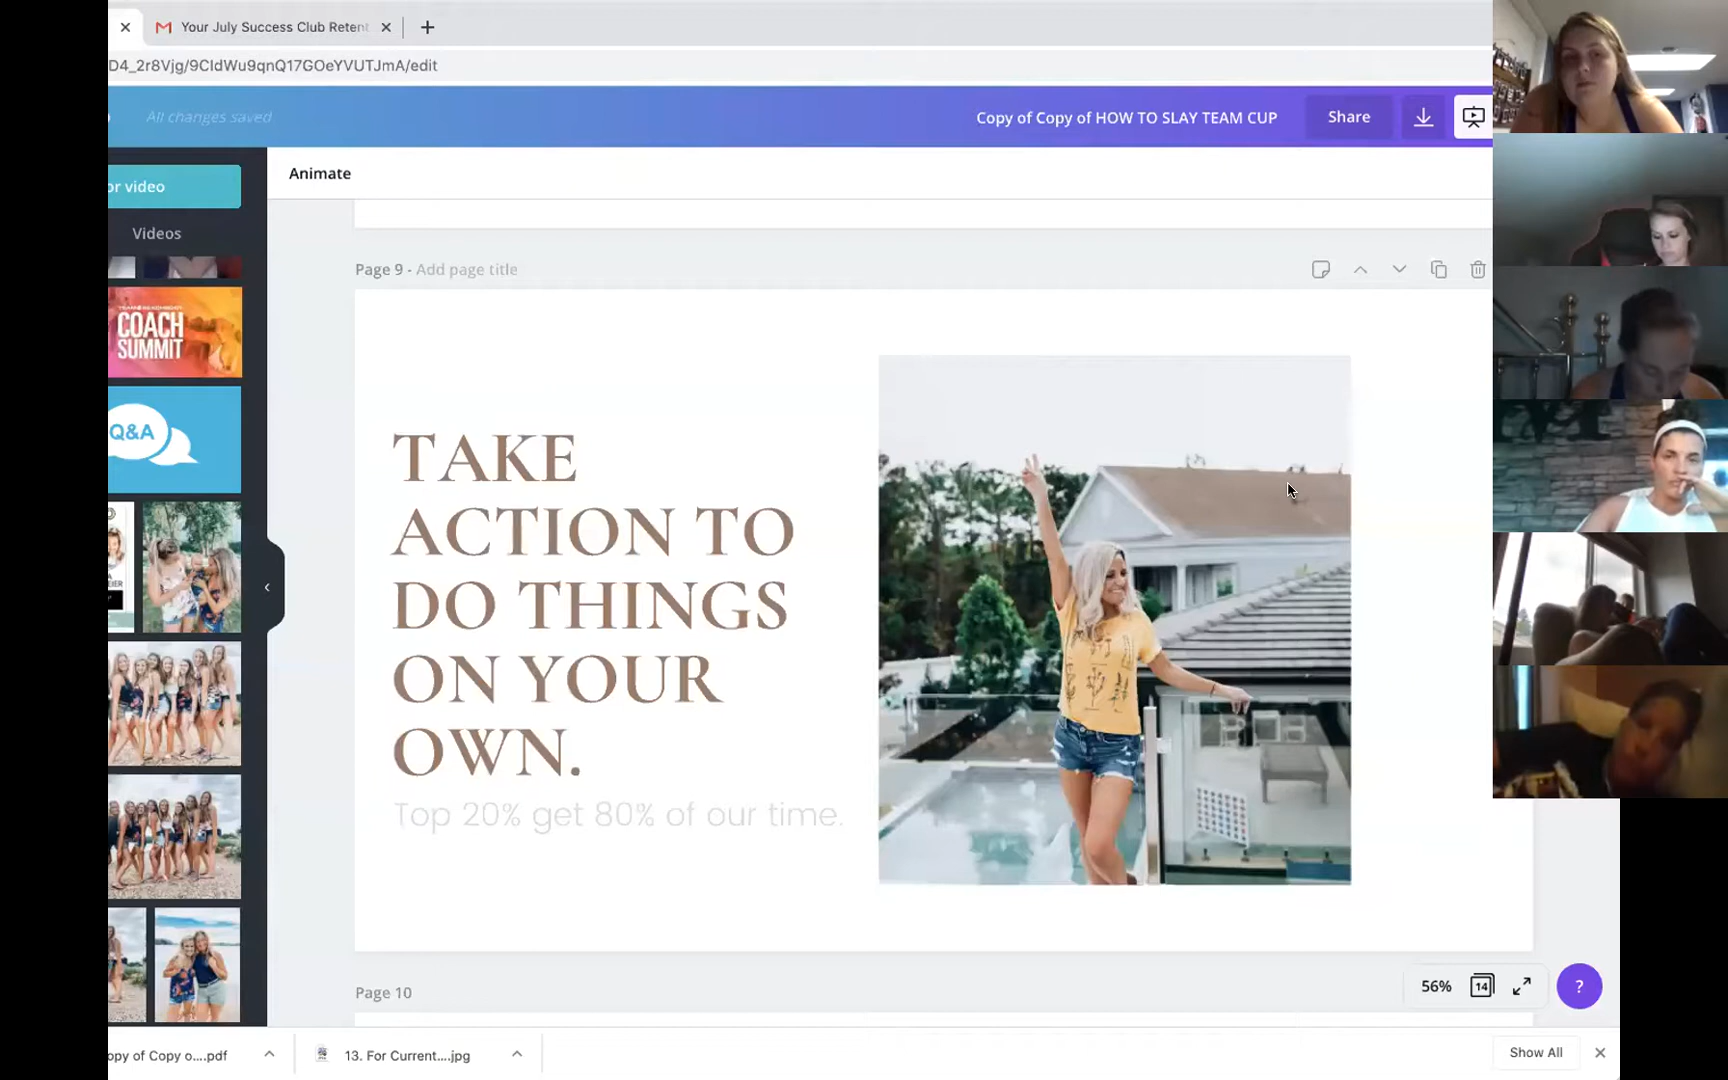 Your July Success Club Retent
D4_2r8Vjg/9CIdWu9qnQ17GOeYVUTJmA/edit
All changes saved
Copy of Copy of HOW TO SLAY TEAM CUP
Share
or video
Animate
Videos
Page 9 - Add page title
COACH
SUMMIT
Q&A
TAKE
ACTION TO
DO THINGS
ON YOUR
OWN.
Top 20% get 80% of our time.
56%
14
?
Page 10
opy of Copy o....pdf
13. For Current....jpg
Show All